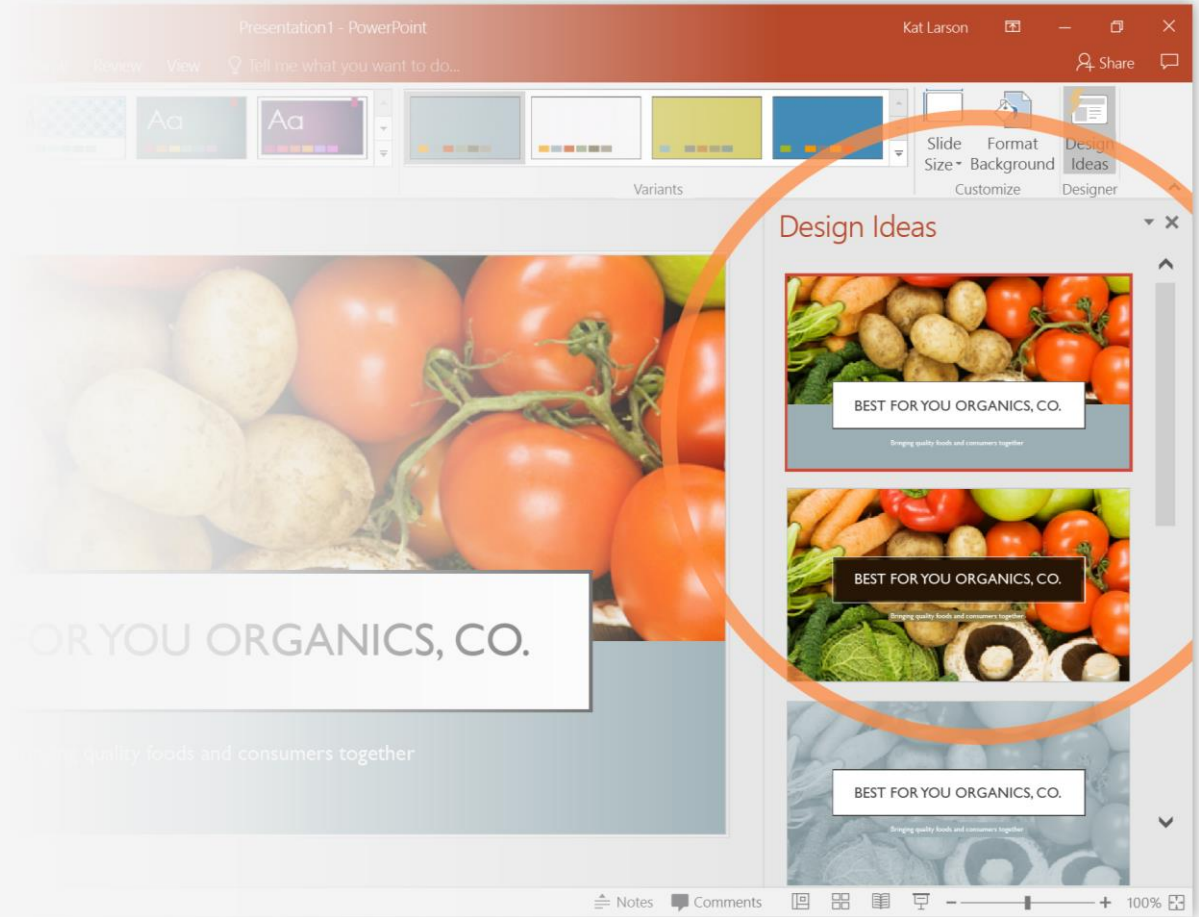 Presentation1 - PowerPoint
Kat Larson
Review View Tell me what you want to do...
Share
Aa
Aa
Slide Size
Format Background
Design Ideas
Variants
Customize
Designer
Design Ideas
BEST FOR YOU ORGANICS, CO.
Bringing quality foods and consumers together
BEST FOR YOU ORGANICS, CO.
Bringing quality foods and consumers together
FOR YOU ORGANICS, CO.
quality foods and consumers together
BEST FOR YOU ORGANICS, CO.
Bringing quality foods and consumers together
Notes
Comments
100%